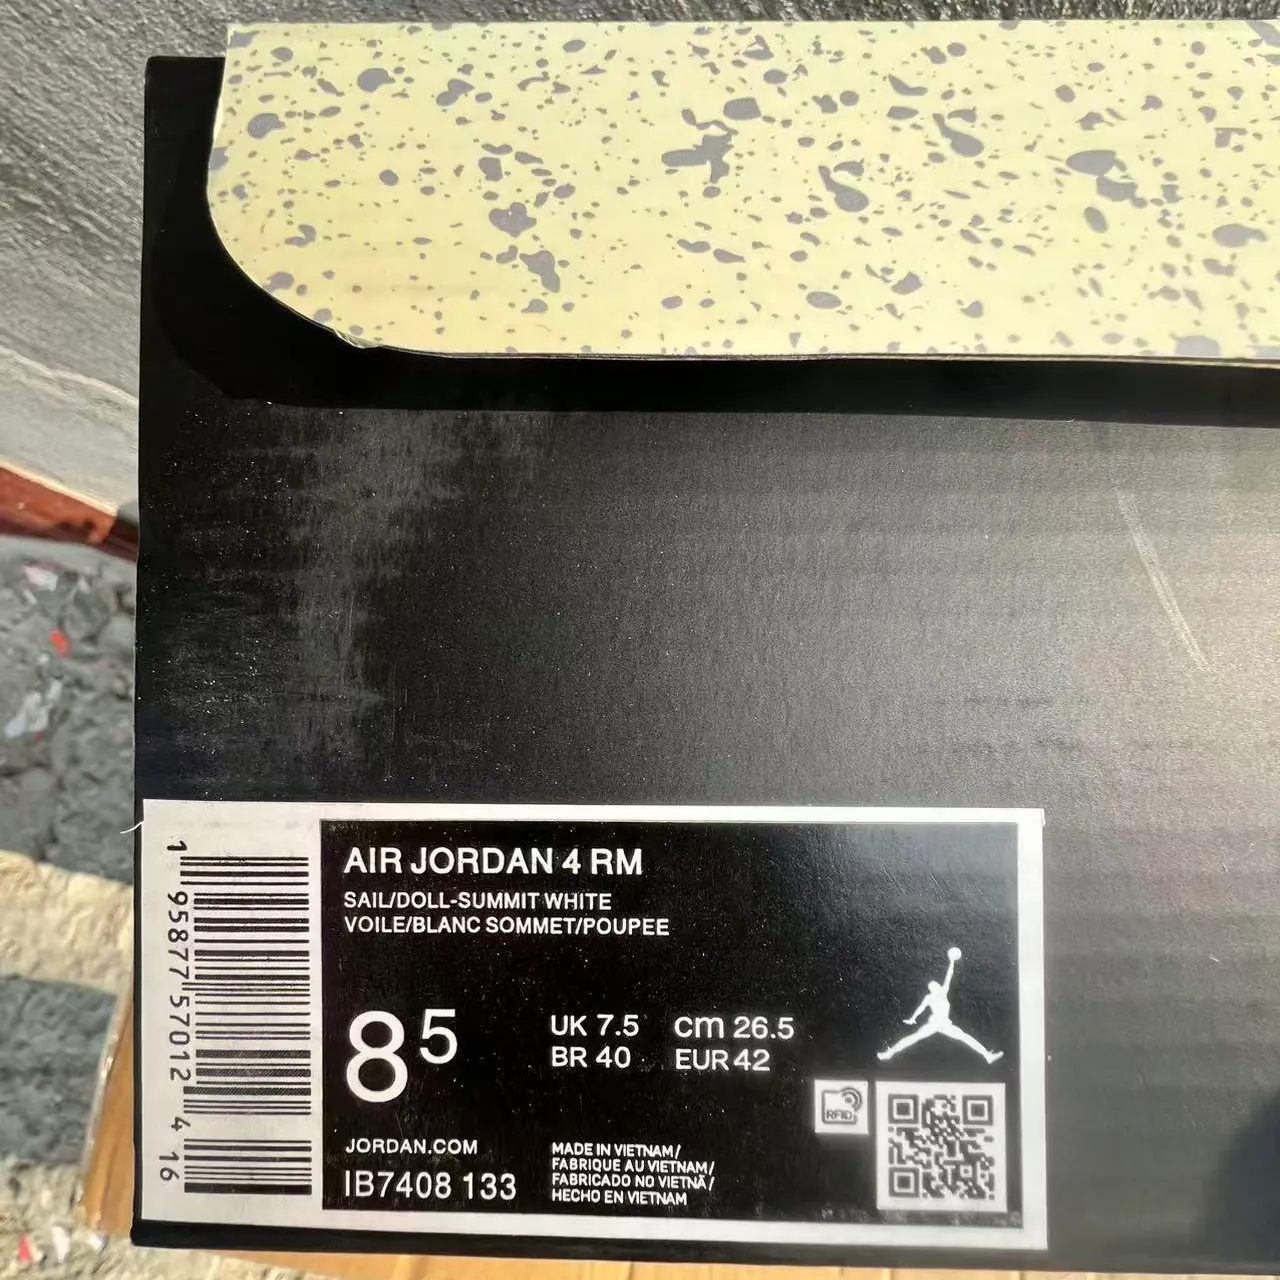 AIR JORDAN 4 RM
SAIL/DOLL-SUMMIT WHITE
VOILE/BLANC SOMMET/POUPEE
8 5
UK 7.5 cm 26.5
BR 40 EUR 42
RFID
JORDAN.COM
IB7408 133
MADE IN VIETNAM/
FABRIQUE AU VIETNAM/
FABRICADO NO VIETNÃ/
HECHO EN VIETNAM
1 95877 57012 4 16